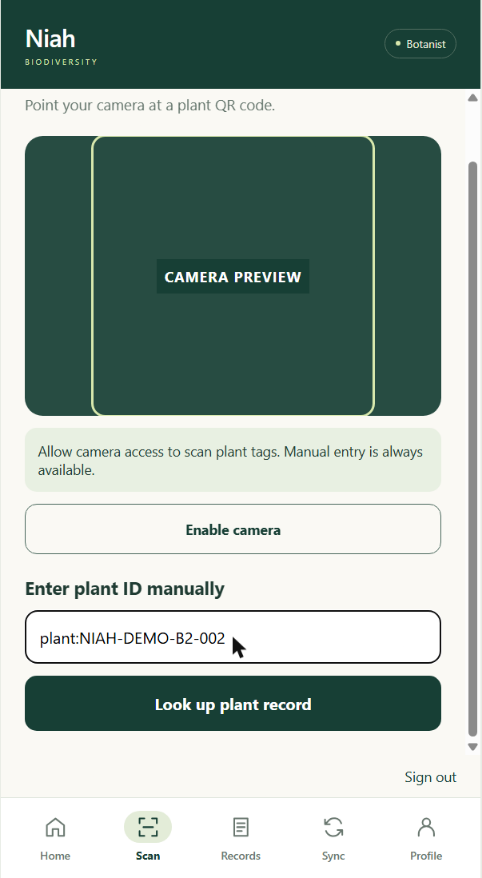 Niah
BIODIVERSITY
Botanist
Point your camera at a plant QR code.
CAMERA PREVIEW
Allow camera access to scan plant tags. Manual entry is always
available.
Enable camera
Enter plant ID manually
plant:NIAH-DEMO-B2-002
Look up plant record
Sign out
Home
Scan
Records
Sync
Profile